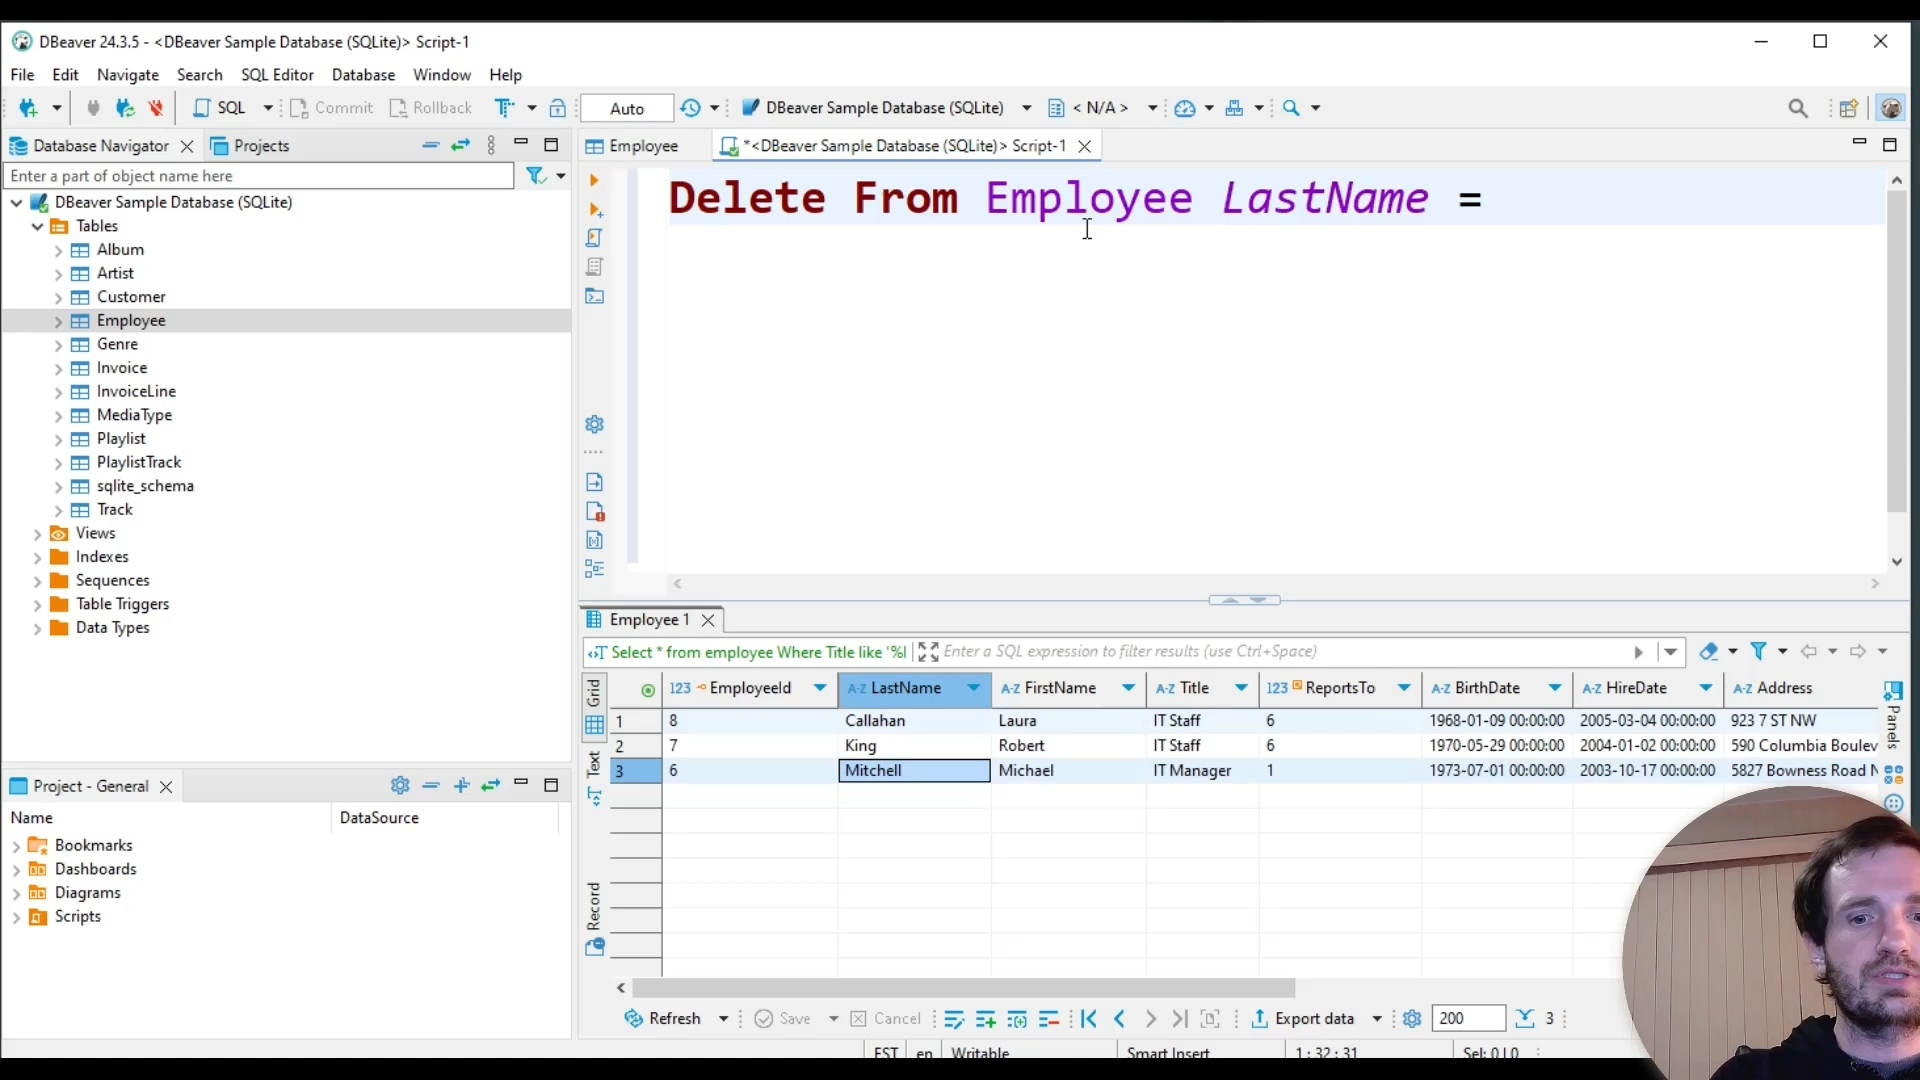 DBeaver 24.3.5 - <DBeaver Sample Database (SQLite)> Script-1
File Edit Navigate Search SQL Editor Database Window Help
SQL Commit Rollback Auto DBeaver Sample Database (SQLite) < N/A >
Database Navigator Projects
Employee *<DBeaver Sample Database (SQLite)> Script-1
Enter a part of object name here
DBeaver Sample Database (SQLite)
Tables
Album
Artist
Customer
Employee
Genre
Invoice
InvoiceLine
MediaType
Playlist
PlaylistTrack
sqlite_schema
Track
Views
Indexes
Sequences
Table Triggers
Data Types
Delete From Employee LastName =
Employee 1
Select * from employee Where Title like '%I Enter a SQL expression to filter results (use Ctrl+Space)
Grid
Text
Record
Panels
123 EmployeeId A-Z LastName A-Z FirstName A-Z Title 123 ReportsTo A-Z BirthDate A-Z HireDate A-Z Address
1 8 Callahan Laura IT Staff 6 1968-01-09 00:00:00 2005-03-04 00:00:00 923 7 ST NW
2 7 King Robert IT Staff 6 1970-05-29 00:00:00 2004-01-02 00:00:00 590 Columbia Boulev
3 6 Mitchell Michael IT Manager 1 1973-07-01 00:00:00 2003-10-17 00:00:00 5827 Bowness Road N
Refresh Save Cancel Export data 200 3
Project - General
Name DataSource
Bookmarks
Dashboards
Diagrams
Scripts
EST en Writable Smart Insert 1 : 32 : 31 Sel: 0 | 0